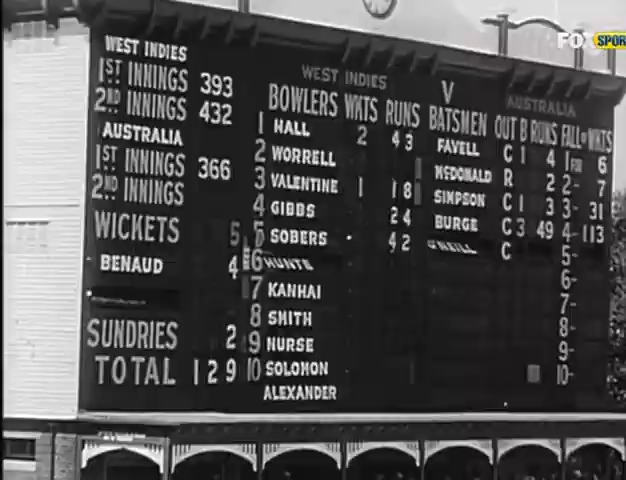 FOX SPORTS
WEST INDIES
1ST INNINGS 393
2ND INNINGS 432
AUSTRALIA
1ST INNINGS 366
2ND INNINGS
WICKETS 5
BENAUD 4
SUNDRIES 2
TOTAL 129
WEST INDIES V AUSTRALIA
BOWLERS WKTS RUNS BATSMEN OUT B RUNS FALL OF WKTS
1 HALL 2 43 FAVELL C 1 4 1 FOR 6
2 WORRELL MCDONALD R 2 2- 7
3 VALENTINE 1 18 SIMPSON C 1 3 3- 31
4 GIBBS 24 BURGE C 3 49 4- 113
5 SOBERS 42 O'NEILL C 5-
6 HUNTE 6-
7 KANHAI 7-
8 SMITH 8-
9 NURSE 9-
10 SOLOMON 10-
ALEXANDER